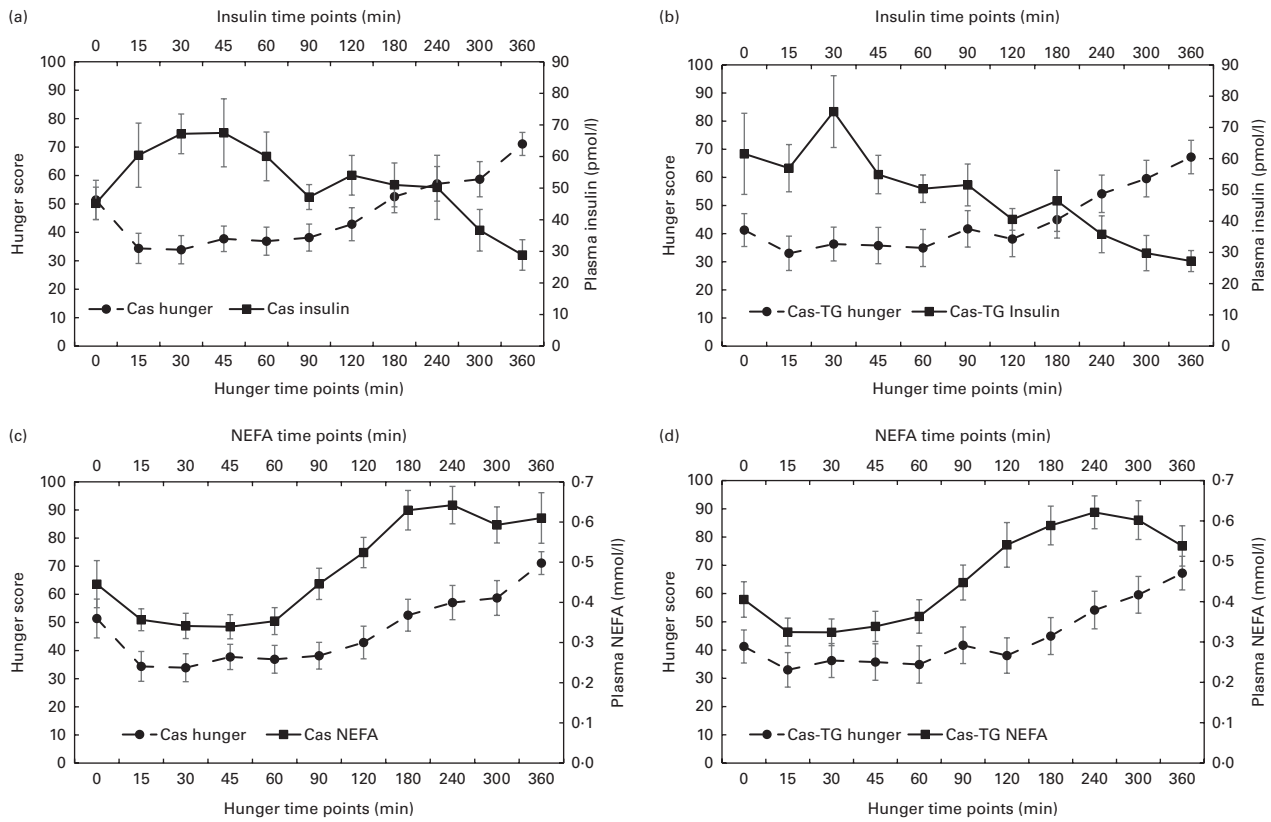 (a)
Insulin time points (min)
0 15 30 45 60 90 120 180 240 300 360
100 90 80 70 60 50 40 30 20 10 0
Hunger score
90 80 70 60 50 40 30 20 10 0
Plasma insulin (pmol/l)
Cas hunger Cas insulin
0 15 30 45 60 90 120 180 240 300 360
Hunger time points (min)
(b)
Insulin time points (min)
0 15 30 45 60 90 120 180 240 300 360
100 90 80 70 60 50 40 30 20 10 0
Hunger score
90 80 70 60 50 40 30 20 10 0
Plasma insulin (pmol/l)
Cas-TG hunger Cas-TG Insulin
0 15 30 45 60 90 120 180 240 300 360
Hunger time points (min)
(c)
NEFA time points (min)
0 15 30 45 60 90 120 180 240 300 360
100 90 80 70 60 50 40 30 20 10 0
Hunger score
0·7 0·6 0·5 0·4 0·3 0·2 0·1 0·0
Plasma NEFA (mmol/l)
Cas hunger Cas NEFA
0 15 30 45 60 90 120 180 240 300 360
Hunger time points (min)
(d)
NEFA time points (min)
0 15 30 45 60 90 120 180 240 300 360
100 90 80 70 60 50 40 30 20 10 0
Hunger score
0·7 0·6 0·5 0·4 0·3 0·2 0·1 0·0
Plasma NEFA (mmol/l)
Cas-TG hunger Cas-TG NEFA
0 15 30 45 60 90 120 180 240 300 360
Hunger time points (min)